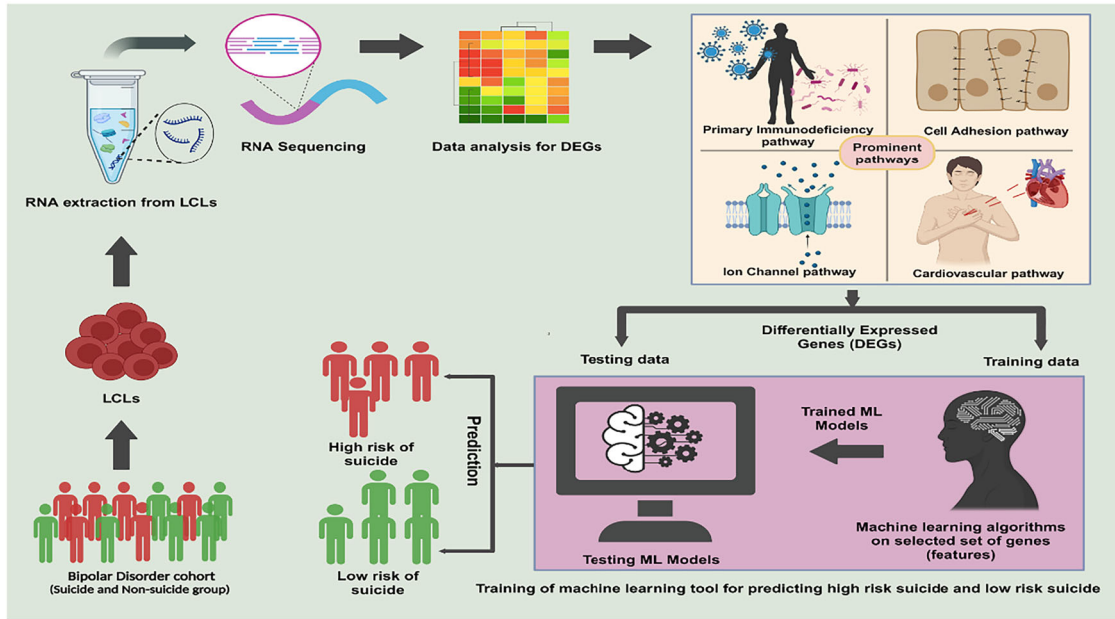 RNA extraction from LCLs
RNA Sequencing
Data analysis for DEGs
Primary Immunodeficiency
pathway
Cell Adhesion pathway
Prominent
pathways
Ion Channel pathway
Cardiovascular pathway
LCLs
Bipolar Disorder cohort
(Suicide and Non-suicide group)
Differentially Expressed
Genes (DEGs)
Testing data
Training data
Trained ML
Models
Machine learning algorithms
on selected set of genes
(features)
Testing ML Models
Prediction
High risk of
suicide
Low risk of
suicide
Training of machine learning tool for predicting high risk suicide and low risk suicide